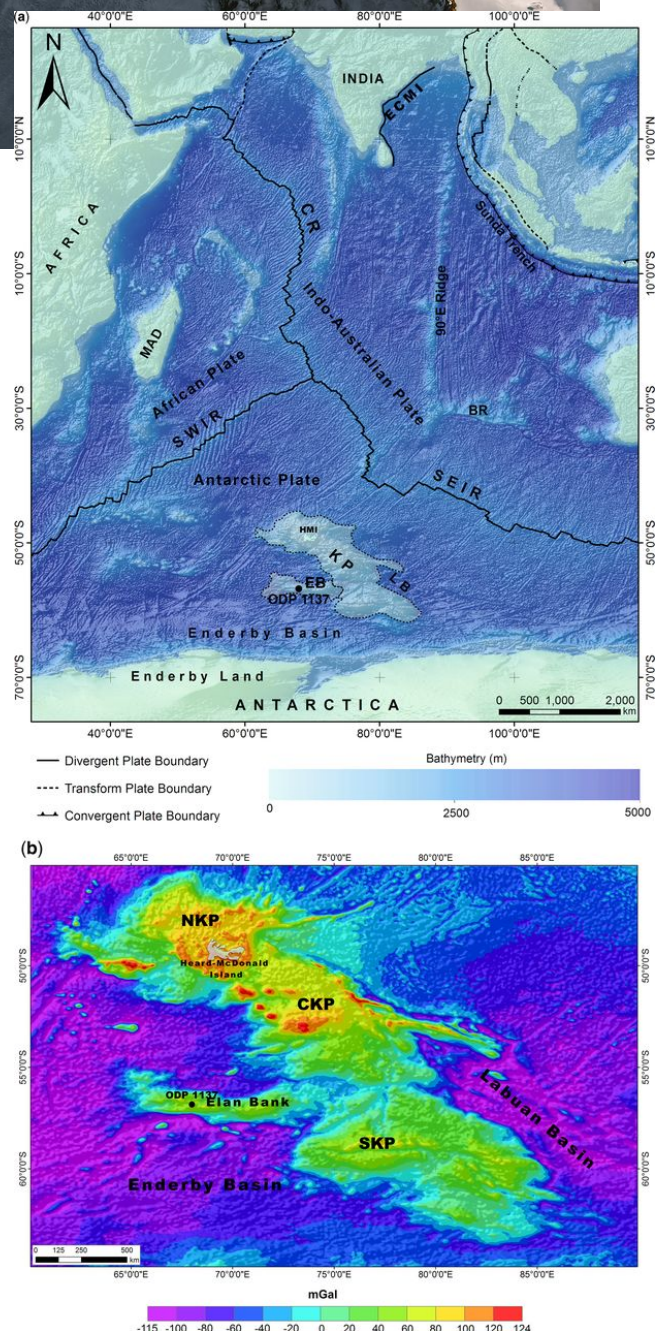 (a)
N
INDIA
ECMI
10°0'0"N
10°0'0"N
AFRICA
CR
Sunda Trench
10°0'0"S
10°0'0"S
MAD
Indo-Australian Plate
90°E Ridge
African Plate
30°0'0"S
30°0'0"S
BR
SWIR
SEIR
Antarctic Plate
50°0'0"S
50°0'0"S
HMI
KP
LB
EB
ODP 1137
Enderby Basin
Enderby Land
70°0'0"S
70°0'0"S
ANTARCTICA
0 500 1,000 2,000
km
40°0'0"E 60°0'0"E 80°0'0"E 100°0'0"E
40°0'0"E 60°0'0"E 80°0'0"E 100°0'0"E
Divergent Plate Boundary
Transform Plate Boundary
Convergent Plate Boundary
Bathymetry (m)
0 2500 5000
(b)
65°0'0"E 70°0'0"E 75°0'0"E 80°0'0"E 85°0'0"E
NKP
Heard-McDonald
Island
50°0'0"S
50°0'0"S
CKP
55°0'0"S
55°0'0"S
ODP 1137
Elan Bank
Labuan Basin
SKP
Enderby Basin
60°0'0"S
60°0'0"S
0 125 250 500
km
65°0'0"E 70°0'0"E 75°0'0"E 80°0'0"E 85°0'0"E
mGal
-115 -100 -80 -60 -40 -20 0 20 40 60 80 100 120 124